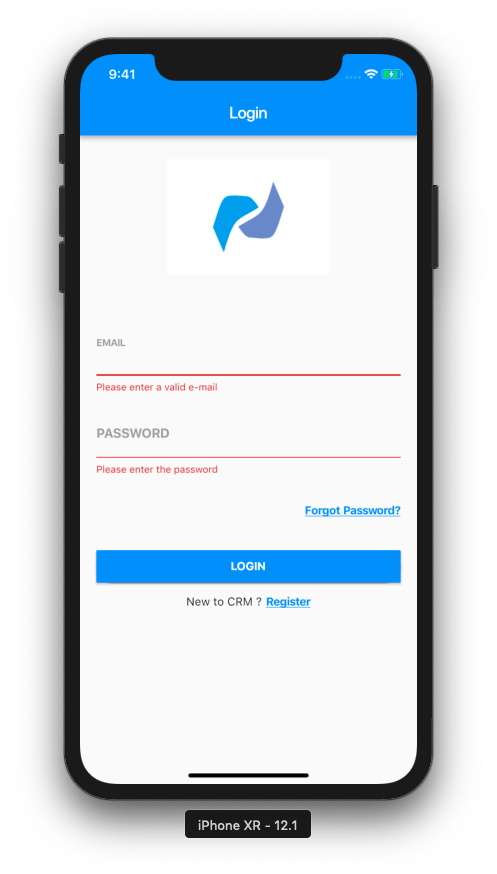 9:41
Login
EMAIL
Please enter a valid e-mail
PASSWORD
Please enter the password
Forgot Password?
LOGIN
New to CRM ? Register
iPhone XR - 12.1